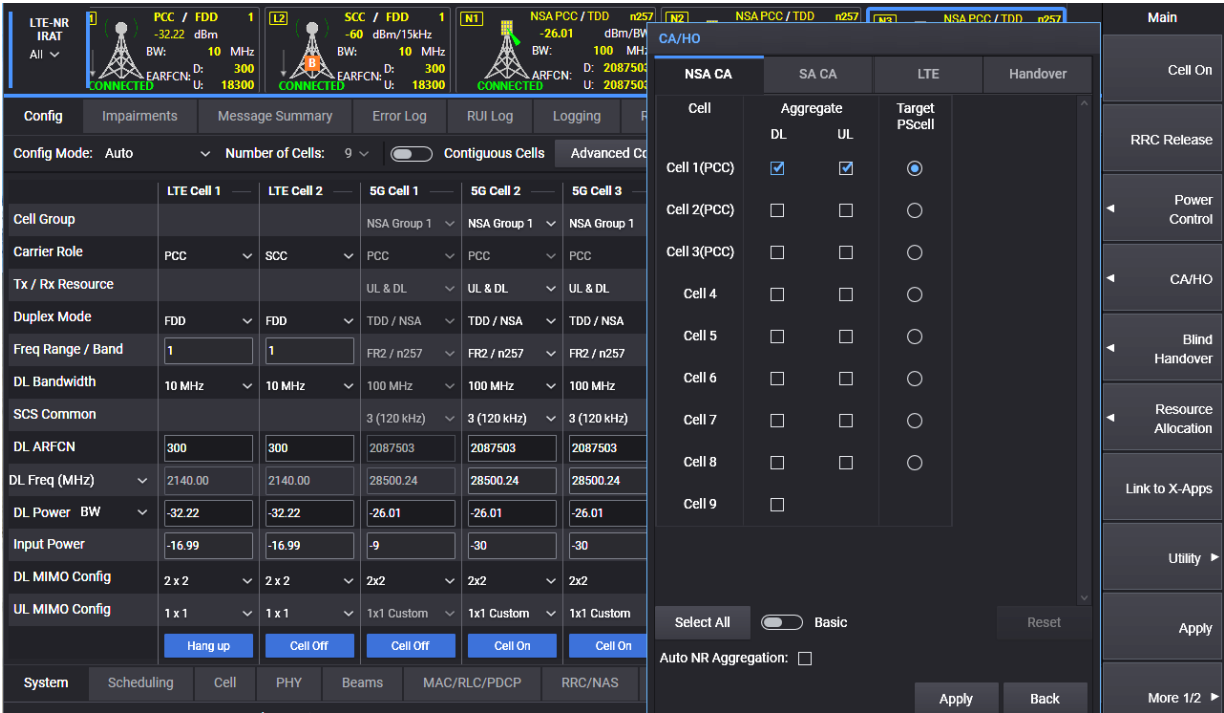 LTE-NR
IRAT
All
PCC / FDD 1
-32.22 dBm
BW: 10 MHz
EARFCN: D: 300
U: 18300
CONNECTED
L2 SCC / FDD 1
-60 dBm/15kHz
BW: 10 MHz
B
EARFCN: D: 300
U: 18300
CONNECTED
N1 NSA PCC / TDD n257
-26.01 dBm/BW
BW: 100 MHz
ARFCN: D: 2087503
U: 2087503
CONNECTED
N2 NSA PCC / TDD n257
N3 NSA PCC / TDD n257
Config Impairments Message Summary Error Log RUI Log Logging
Config Mode: Auto Number of Cells: 9 Contiguous Cells Advanced Co
LTE Cell 1 LTE Cell 2 5G Cell 1 5G Cell 2 5G Cell 3
Cell Group NSA Group 1 NSA Group 1 NSA Group 1
Carrier Role PCC SCC PCC PCC PCC
Tx / Rx Resource UL & DL UL & DL UL & DL
Duplex Mode FDD FDD TDD / NSA TDD / NSA TDD / NSA
Freq Range / Band 1 1 FR2 / n257 FR2 / n257 FR2 / n257
DL Bandwidth 10 MHz 10 MHz 100 MHz 100 MHz 100 MHz
SCS Common 3 (120 kHz) 3 (120 kHz) 3 (120 kHz)
DL ARFCN 300 300 2087503 2087503 2087503
DL Freq (MHz) 2140.00 2140.00 28500.24 28500.24 28500.24
DL Power BW -32.22 -32.22 -26.01 -26.01 -26.01
Input Power -16.99 -16.99 -9 -30 -30
DL MIMO Config 2 x 2 2 x 2 2x2 2x2 2x2
UL MIMO Config 1 x 1 1 x 1 1x1 Custom 1x1 Custom 1x1 Custom
Hang up Cell Off Cell Off Cell On Cell On
System Scheduling Cell PHY Beams MAC/RLC/PDCP RRC/NAS
CA/HO
NSA CA SA CA LTE Handover
Cell Aggregate Target
PScell
DL UL
Cell 1(PCC)
Cell 2(PCC)
Cell 3(PCC)
Cell 4
Cell 5
Cell 6
Cell 7
Cell 8
Cell 9
Select All Basic Reset
Auto NR Aggregation:
Apply Back
Main
Cell On
RRC Release
Power
Control
CA/HO
Blind
Handover
Resource
Allocation
Link to X-Apps
Utility
Apply
More 1/2